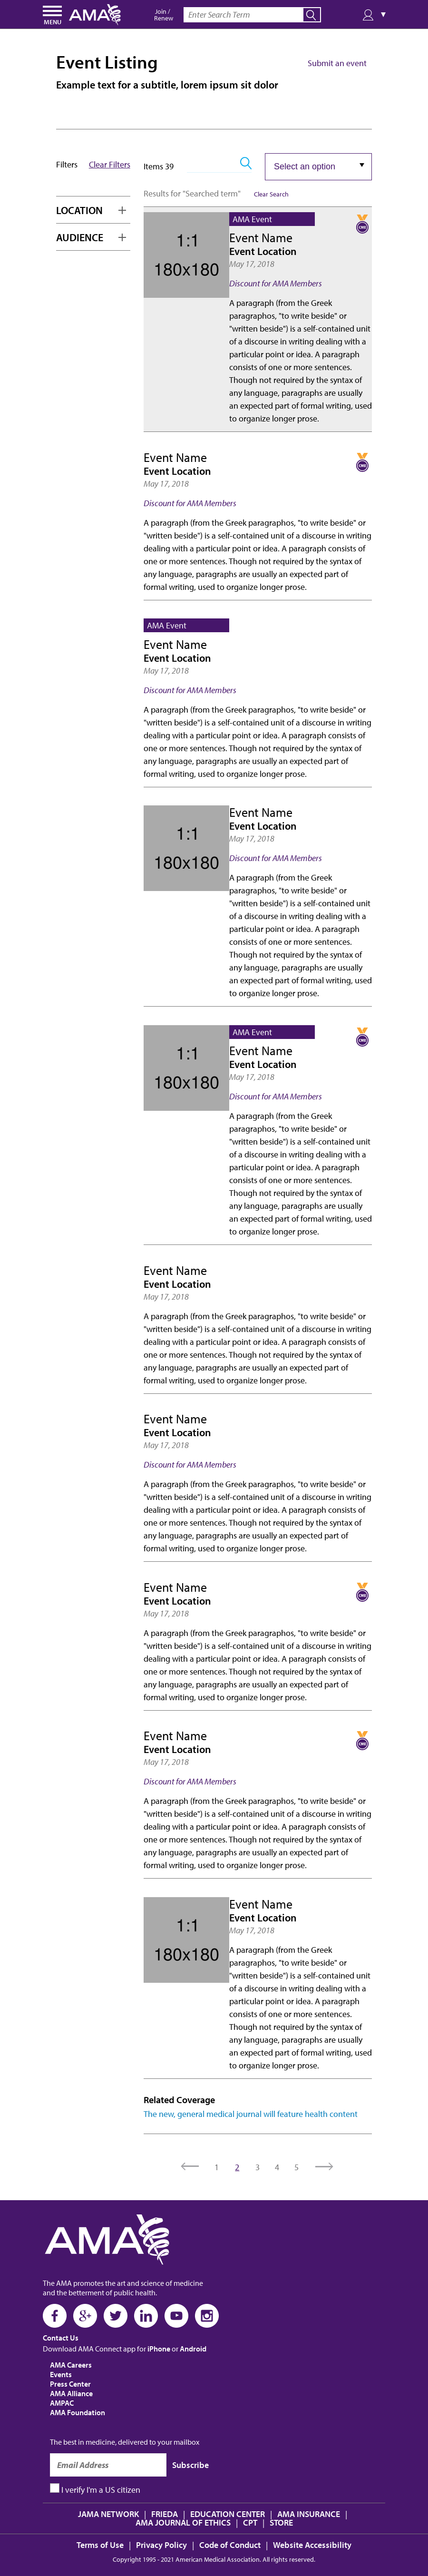 MENU
AMA
Join /
Renew
Enter Search Term
Event Listing
Submit an event
Example text for a subtitle, lorem ipsum sit dolor
Filters
Clear Filters
LOCATION
AUDIENCE
Items 39
Select an option
Results for "Searched term"
Clear Search
1:1
180x180
AMA Event
CME
Event Name
Event Location
May 17, 2018
Discount for AMA Members
A paragraph (from the Greek
paragraphos, "to write beside" or
"written beside") is a self-contained unit
of a discourse in writing dealing with a
particular point or idea. A paragraph
consists of one or more sentences.
Though not required by the syntax of
any language, paragraphs are usually
an expected part of formal writing, used
to organize longer prose.
Event Name
CME
Event Location
May 17, 2018
Discount for AMA Members
A paragraph (from the Greek paragraphos, "to write beside" or
"written beside") is a self-contained unit of a discourse in writing
dealing with a particular point or idea. A paragraph consists of
one or more sentences. Though not required by the syntax of
any language, paragraphs are usually an expected part of
formal writing, used to organize longer prose.
AMA Event
Event Name
Event Location
May 17, 2018
Discount for AMA Members
A paragraph (from the Greek paragraphos, "to write beside" or
"written beside") is a self-contained unit of a discourse in writing
dealing with a particular point or idea. A paragraph consists of
one or more sentences. Though not required by the syntax of
any language, paragraphs are usually an expected part of
formal writing, used to organize longer prose.
1:1
180x180
Event Name
Event Location
May 17, 2018
Discount for AMA Members
A paragraph (from the Greek
paragraphos, "to write beside" or
"written beside") is a self-contained unit
of a discourse in writing dealing with a
particular point or idea. A paragraph
consists of one or more sentences.
Though not required by the syntax of
any language, paragraphs are usually
an expected part of formal writing, used
to organize longer prose.
1:1
180x180
AMA Event
CME
Event Name
Event Location
May 17, 2018
Discount for AMA Members
A paragraph (from the Greek
paragraphos, "to write beside" or
"written beside") is a self-contained unit
of a discourse in writing dealing with a
particular point or idea. A paragraph
consists of one or more sentences.
Though not required by the syntax of
any language, paragraphs are usually
an expected part of formal writing, used
to organize longer prose.
Event Name
Event Location
May 17, 2018
A paragraph (from the Greek paragraphos, "to write beside" or
"written beside") is a self-contained unit of a discourse in writing
dealing with a particular point or idea. A paragraph consists of
one or more sentences. Though not required by the syntax of
any language, paragraphs are usually an expected part of
formal writing, used to organize longer prose.
Event Name
Event Location
May 17, 2018
Discount for AMA Members
A paragraph (from the Greek paragraphos, "to write beside" or
"written beside") is a self-contained unit of a discourse in writing
dealing with a particular point or idea. A paragraph consists of
one or more sentences. Though not required by the syntax of
any language, paragraphs are usually an expected part of
formal writing, used to organize longer prose.
Event Name
CME
Event Location
May 17, 2018
A paragraph (from the Greek paragraphos, "to write beside" or
"written beside") is a self-contained unit of a discourse in writing
dealing with a particular point or idea. A paragraph consists of
one or more sentences. Though not required by the syntax of
any language, paragraphs are usually an expected part of
formal writing, used to organize longer prose.
Event Name
CME
Event Location
May 17, 2018
Discount for AMA Members
A paragraph (from the Greek paragraphos, "to write beside" or
"written beside") is a self-contained unit of a discourse in writing
dealing with a particular point or idea. A paragraph consists of
one or more sentences. Though not required by the syntax of
any language, paragraphs are usually an expected part of
formal writing, used to organize longer prose.
1:1
180x180
Event Name
Event Location
May 17, 2018
A paragraph (from the Greek
paragraphos, "to write beside" or
"written beside") is a self-contained unit
of a discourse in writing dealing with a
particular point or idea. A paragraph
consists of one or more sentences.
Though not required by the syntax of
any language, paragraphs are usually
an expected part of formal writing, used
to organize longer prose.
Related Coverage
The new, general medical journal will feature health content
1 2 3 4 5
AMA
The AMA promotes the art and science of medicine
and the betterment of public health.
Contact Us
Download AMA Connect app for iPhone or Android
AMA Careers
Events
Press Center
AMA Alliance
AMPAC
AMA Foundation
The best in medicine, delivered to your mailbox
Email Address
Subscribe
I verify I'm a US citizen
JAMA NETWORK | FRIEDA | EDUCATION CENTER | AMA INSURANCE |
AMA JOURNAL OF ETHICS | CPT | STORE
Terms of Use | Privacy Policy | Code of Conduct | Website Accessibility
Copyright 1995 - 2021 American Medical Association. All rights reserved.